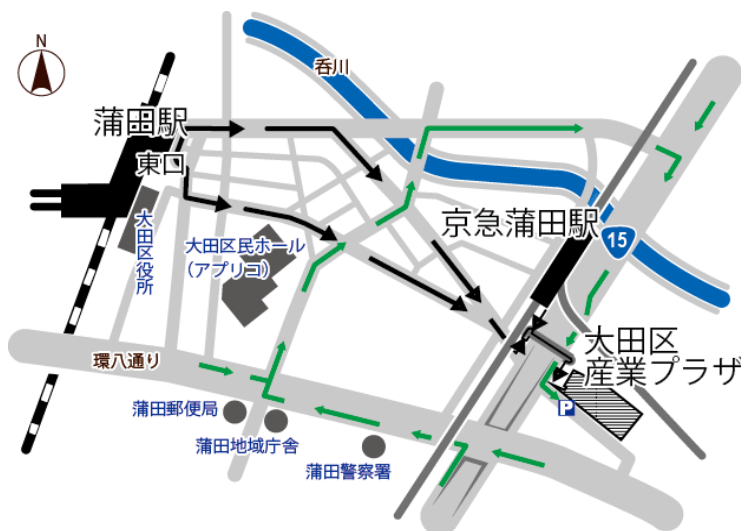 N
呑川
蒲田駅
東口
京急蒲田駅
15
大田区役所
大田区民ホール
（アプリコ）
大田区
産業プラザ
環八通り
P
蒲田郵便局
蒲田地域庁舎
蒲田警察署